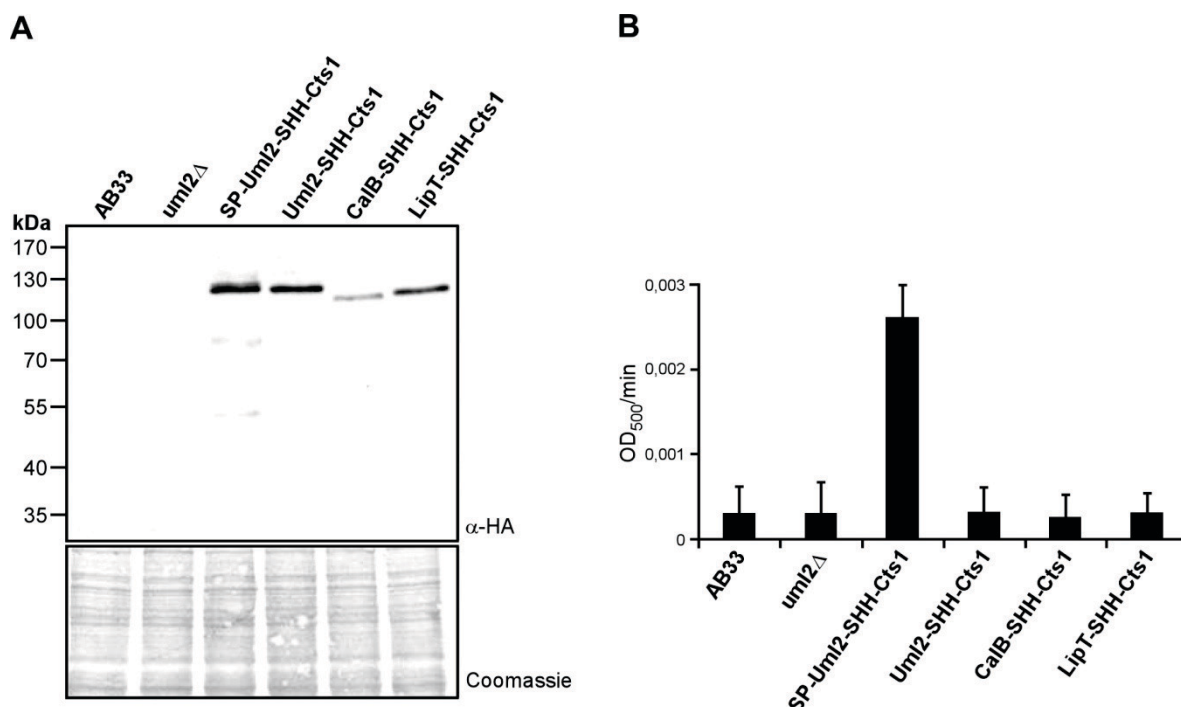 A
AB33
uml2Δ
SP-Uml2-SHH-Cts1
Uml2-SHH-Cts1
CalB-SHH-Cts1
LipT-SHH-Cts1
kDa
170
130
100
70
55
40
35
α-HA
Coomassie
B
OD500/min
0,003
0,002
0,001
0
AB33
uml2Δ
SP-Uml2-SHH-Cts1
Uml2-SHH-Cts1
CalB-SHH-Cts1
LipT-SHH-Cts1